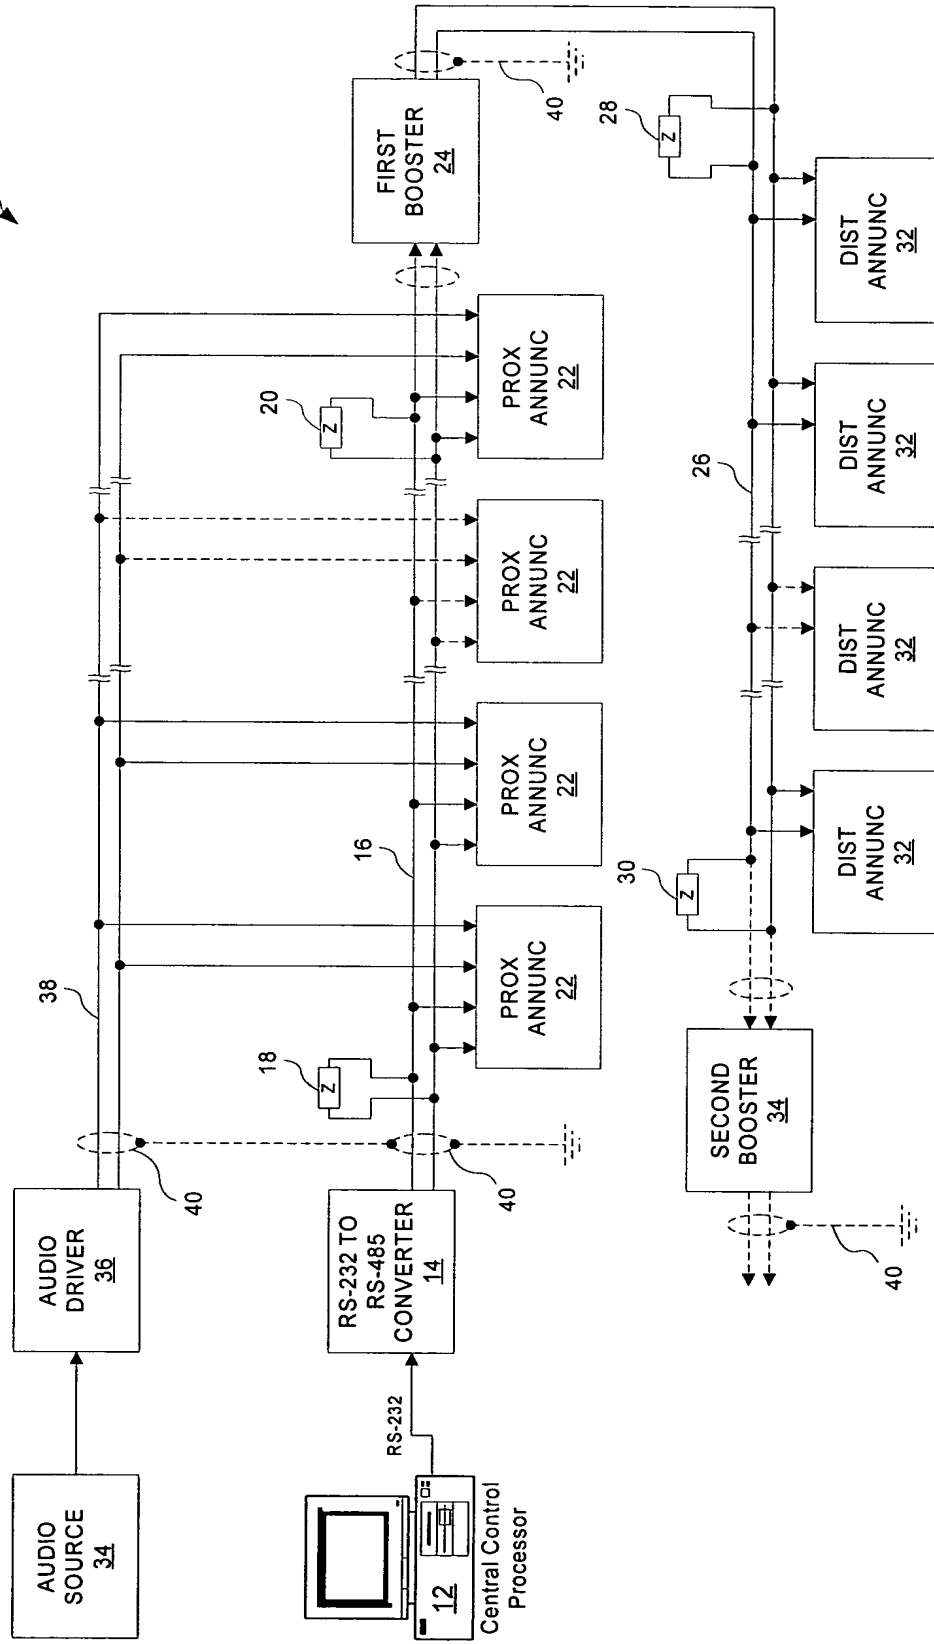 AUDIO
SOURCE
34
AUDIO
DRIVER
36
38
40
12
Central Control
Processor
RS-232
RS-232 TO
RS-485
CONVERTER
14
40
18
Z
16
20
Z
PROX
ANNUNC
22
PROX
ANNUNC
22
PROX
ANNUNC
22
PROX
ANNUNC
22
FIRST
BOOSTER
24
40
28
Z
26
30
Z
SECOND
BOOSTER
34
40
DIST
ANNUNC
32
DIST
ANNUNC
32
DIST
ANNUNC
32
DIST
ANNUNC
32